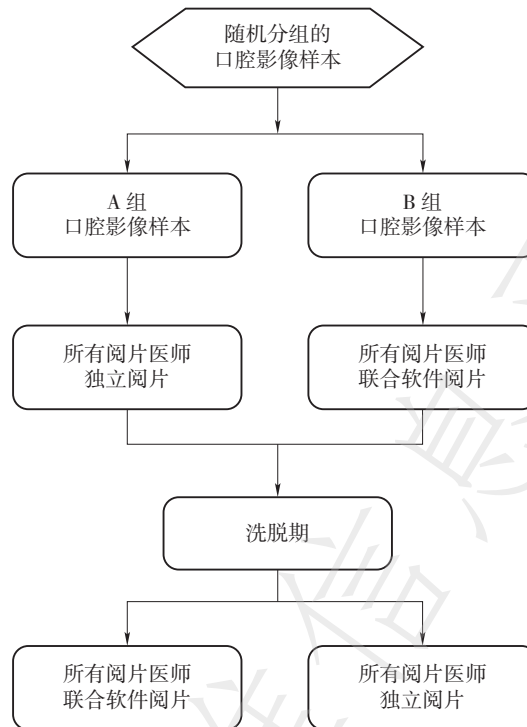 随机分组的
口腔影像样本
A 组
口腔影像样本
B 组
口腔影像样本
所有阅片医师
独立阅片
所有阅片医师
联合软件阅片
洗脱期
所有阅片医师
联合软件阅片
所有阅片医师
独立阅片